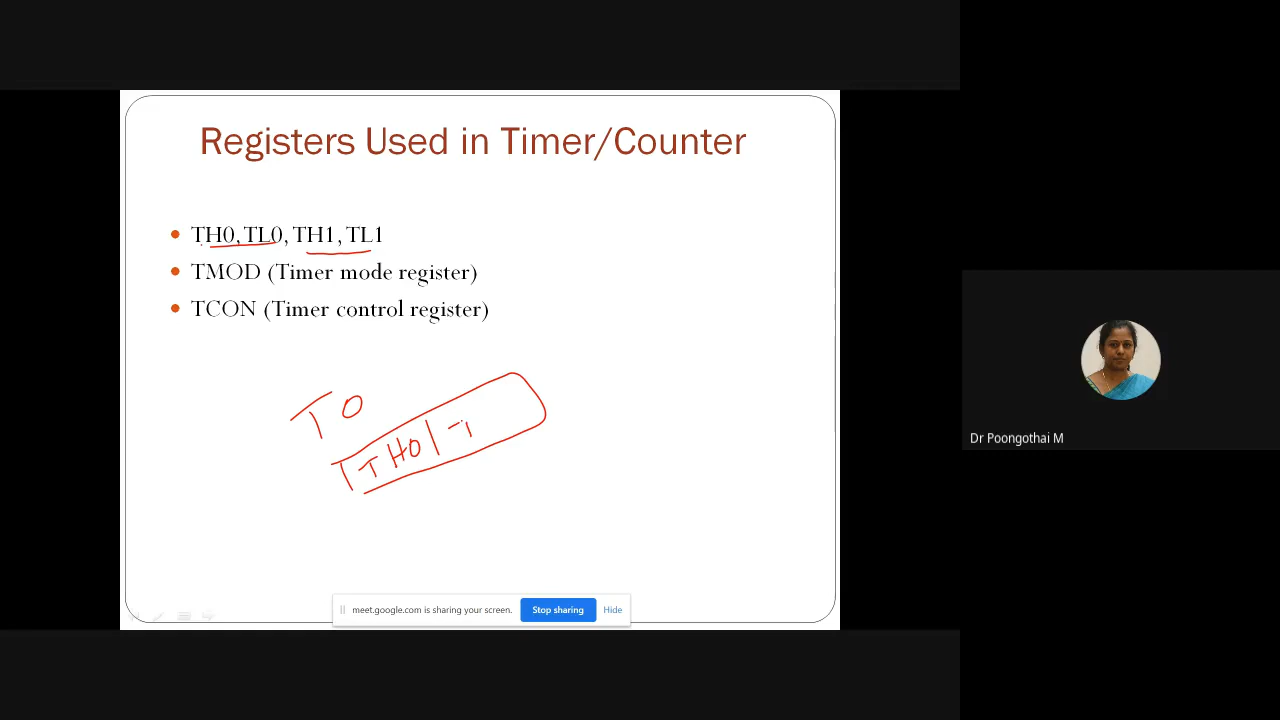 Registers Used in Timer/Counter
• TH0, TL0, TH1, TL1
• TMOD (Timer mode register)
• TCON (Timer control register)
T0
TH0 | T
meet.google.com is sharing your screen. Stop sharing Hide
Dr Poongothai M